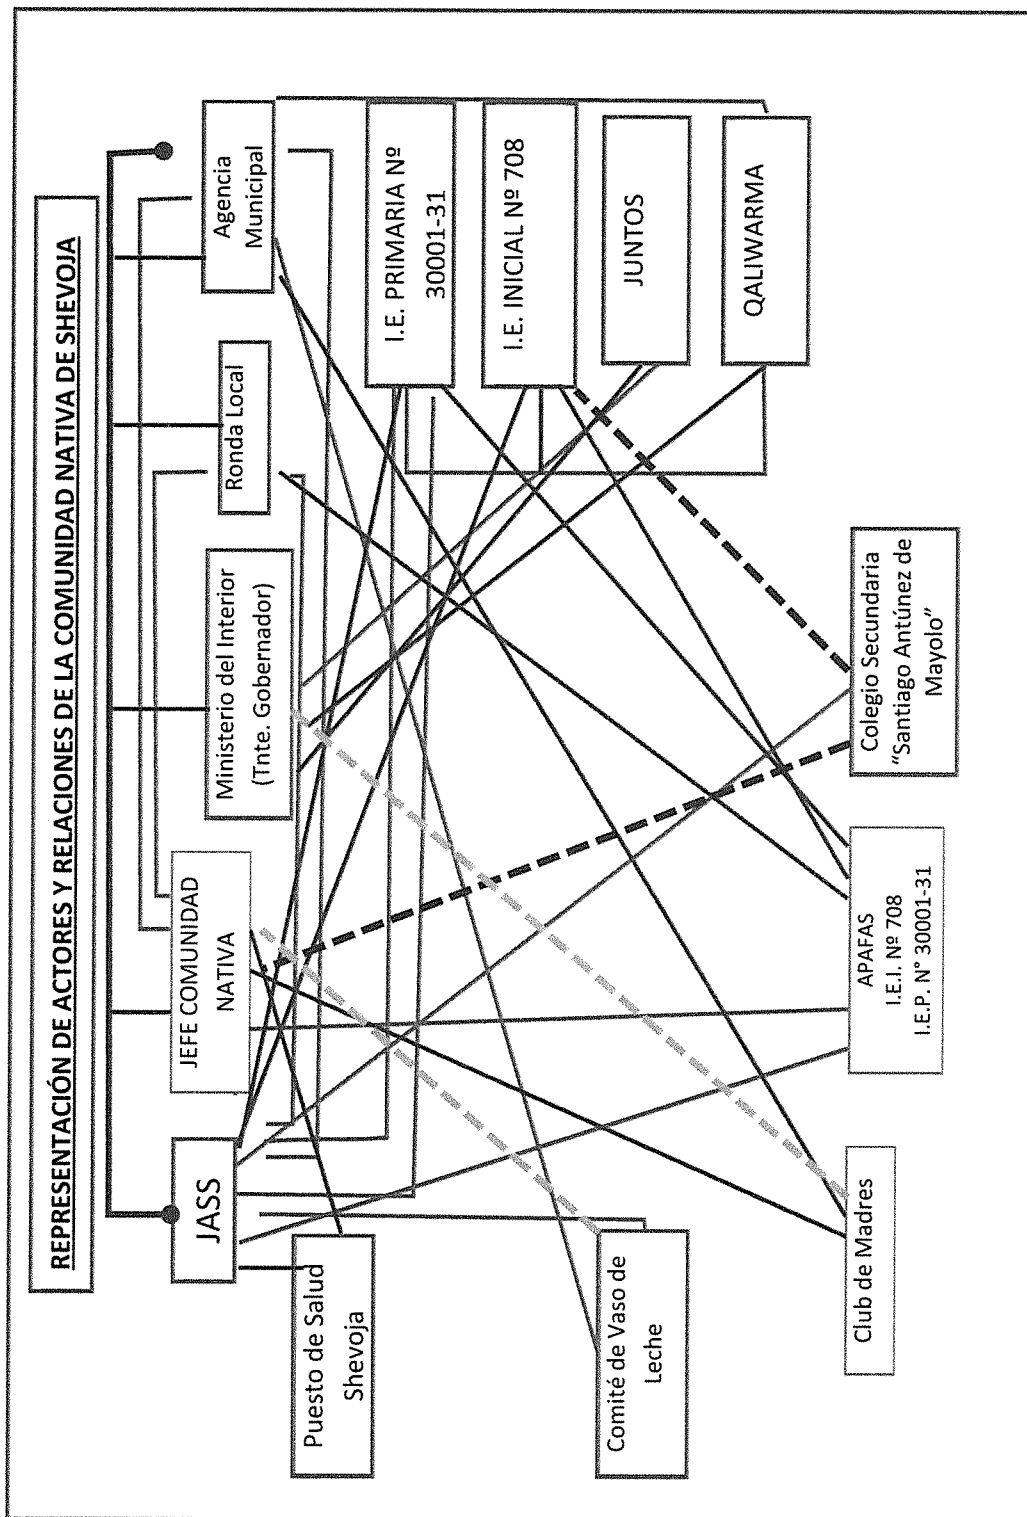 REPRESENTACIÓN DE ACTORES Y RELACIONES DE LA COMUNIDAD NATIVA DE SHEVOJA
JASS
JEFE COMUNIDAD
NATIVA
Ministerio del Interior
(Tnte. Gobernador)
Ronda Local
Agencia
Municipal
Puesto de Salud
Shevoja
I.E. PRIMARIA Nº
30001-31
I.E. INICIAL Nº 708
JUNTOS
QALIWARMA
Comité de Vaso de
Leche
Club de Madres
APAFAS
I.E.I. Nº 708
I.E.P. N° 30001-31
Colegio Secundaria
“Santiago Antúnez de
Mayolo”